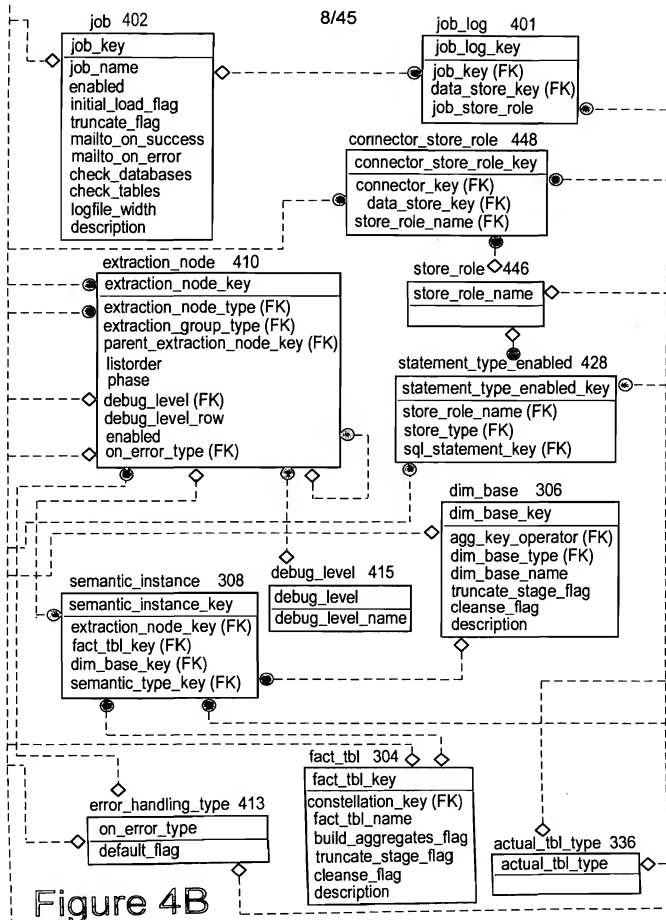 8/45
job 402
job_key
job_name
enabled
initial_load_flag
truncate_flag
mailto_on_success
mailto_on_error
check_databases
check_tables
logfile_width
description
job_log 401
job_log_key
job_key (FK)
data_store_key (FK)
job_store_role
connector_store_role 448
connector_store_role_key
connector_key (FK)
data_store_key (FK)
store_role_name (FK)
extraction_node 410
extraction_node_key
extraction_node_type (FK)
extraction_group_type (FK)
parent_extraction_node_key (FK)
listorder
phase
debug_level (FK)
debug_level_row
enabled
on_error_type (FK)
store_role 446
store_role_name
statement_type_enabled 428
statement_type_enabled_key
store_role_name (FK)
store_type (FK)
sql_statement_key (FK)
dim_base 306
dim_base_key
agg_key_operator (FK)
dim_base_type (FK)
dim_base_name
truncate_stage_flag
cleanse_flag
description
semantic_instance 308
semantic_instance_key
extraction_node_key (FK)
fact_tbl_key (FK)
dim_base_key (FK)
semantic_type_key (FK)
debug_level 415
debug_level
debug_level_name
fact_tbl 304
fact_tbl_key
constellation_key (FK)
fact_tbl_name
build_aggregates_flag
truncate_stage_flag
cleanse_flag
description
error_handling_type 413
on_error_type
default_flag
actual_tbl_type 336
actual_tbl_type
Figure 4B